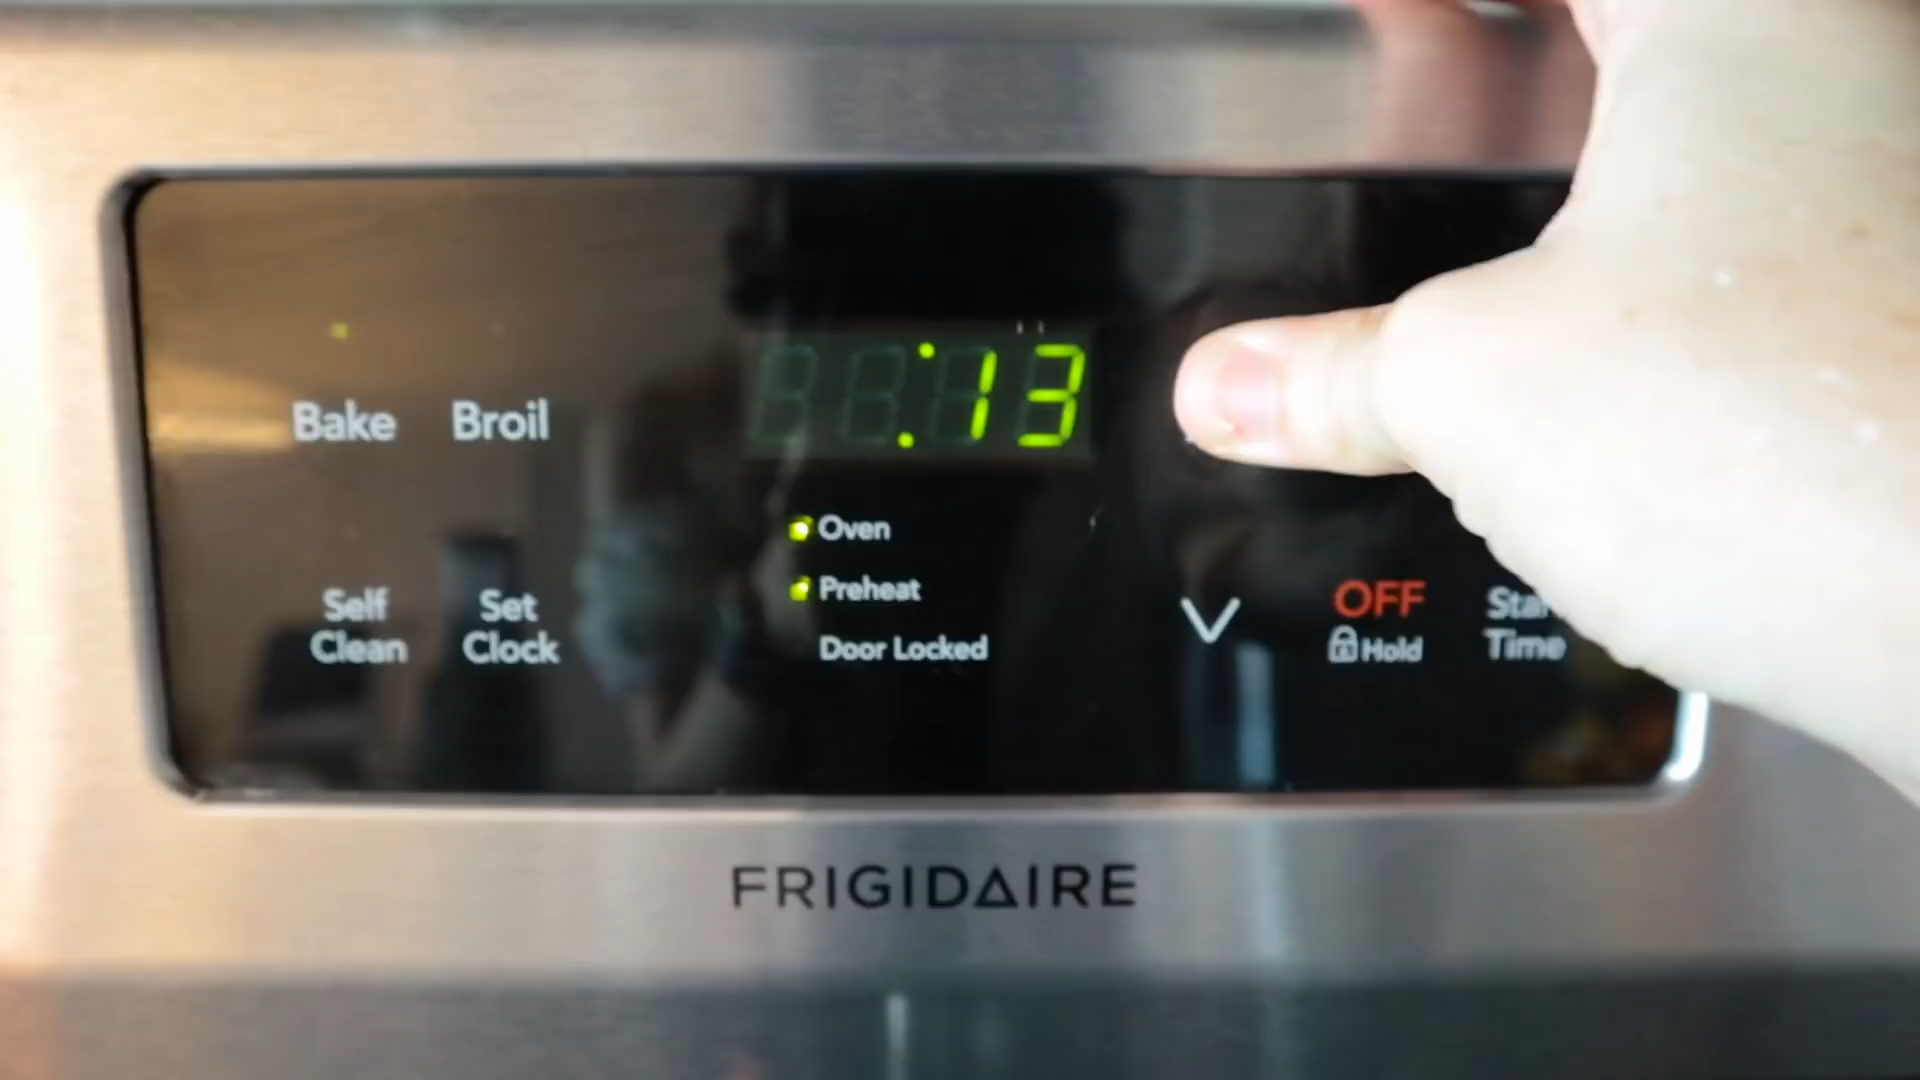 :13
Bake Broil
Oven
Preheat
Door Locked
Self Clean
Set Clock
OFF
Hold
Time
FRIGIDAIRE